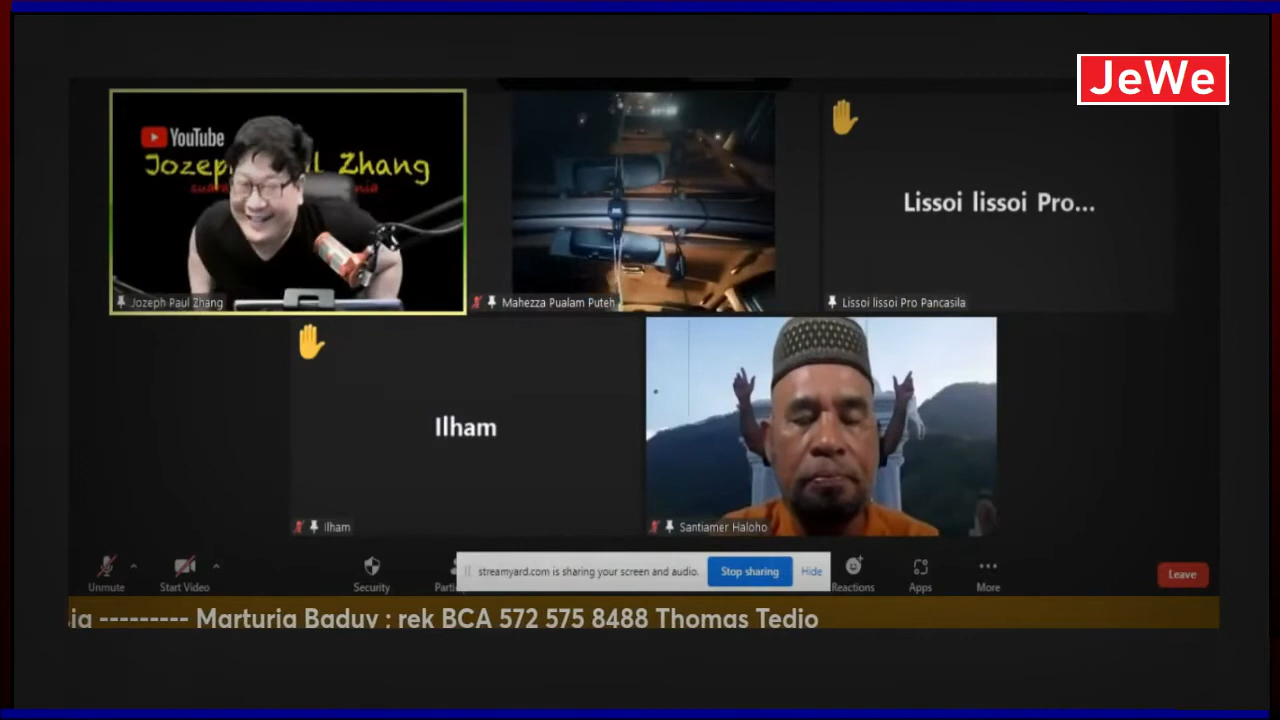 JeWe
YouTube
Jozeph Paul Zhang
Jozeph Paul Zhang
Mahezza Pualam Puteh
Lissoi lissoi Pro...
Lissoi lissoi Pro Pancasila
Ilham
Ilham
Santiamer Haloho
Unmute
Start Video
Security
streamyard.com is sharing your screen and audio.
Stop sharing
Hide
Reactions
Apps
More
Leave
--------- Marturia Baduy : rek BCA 572 575 8488 Thomas Tedio